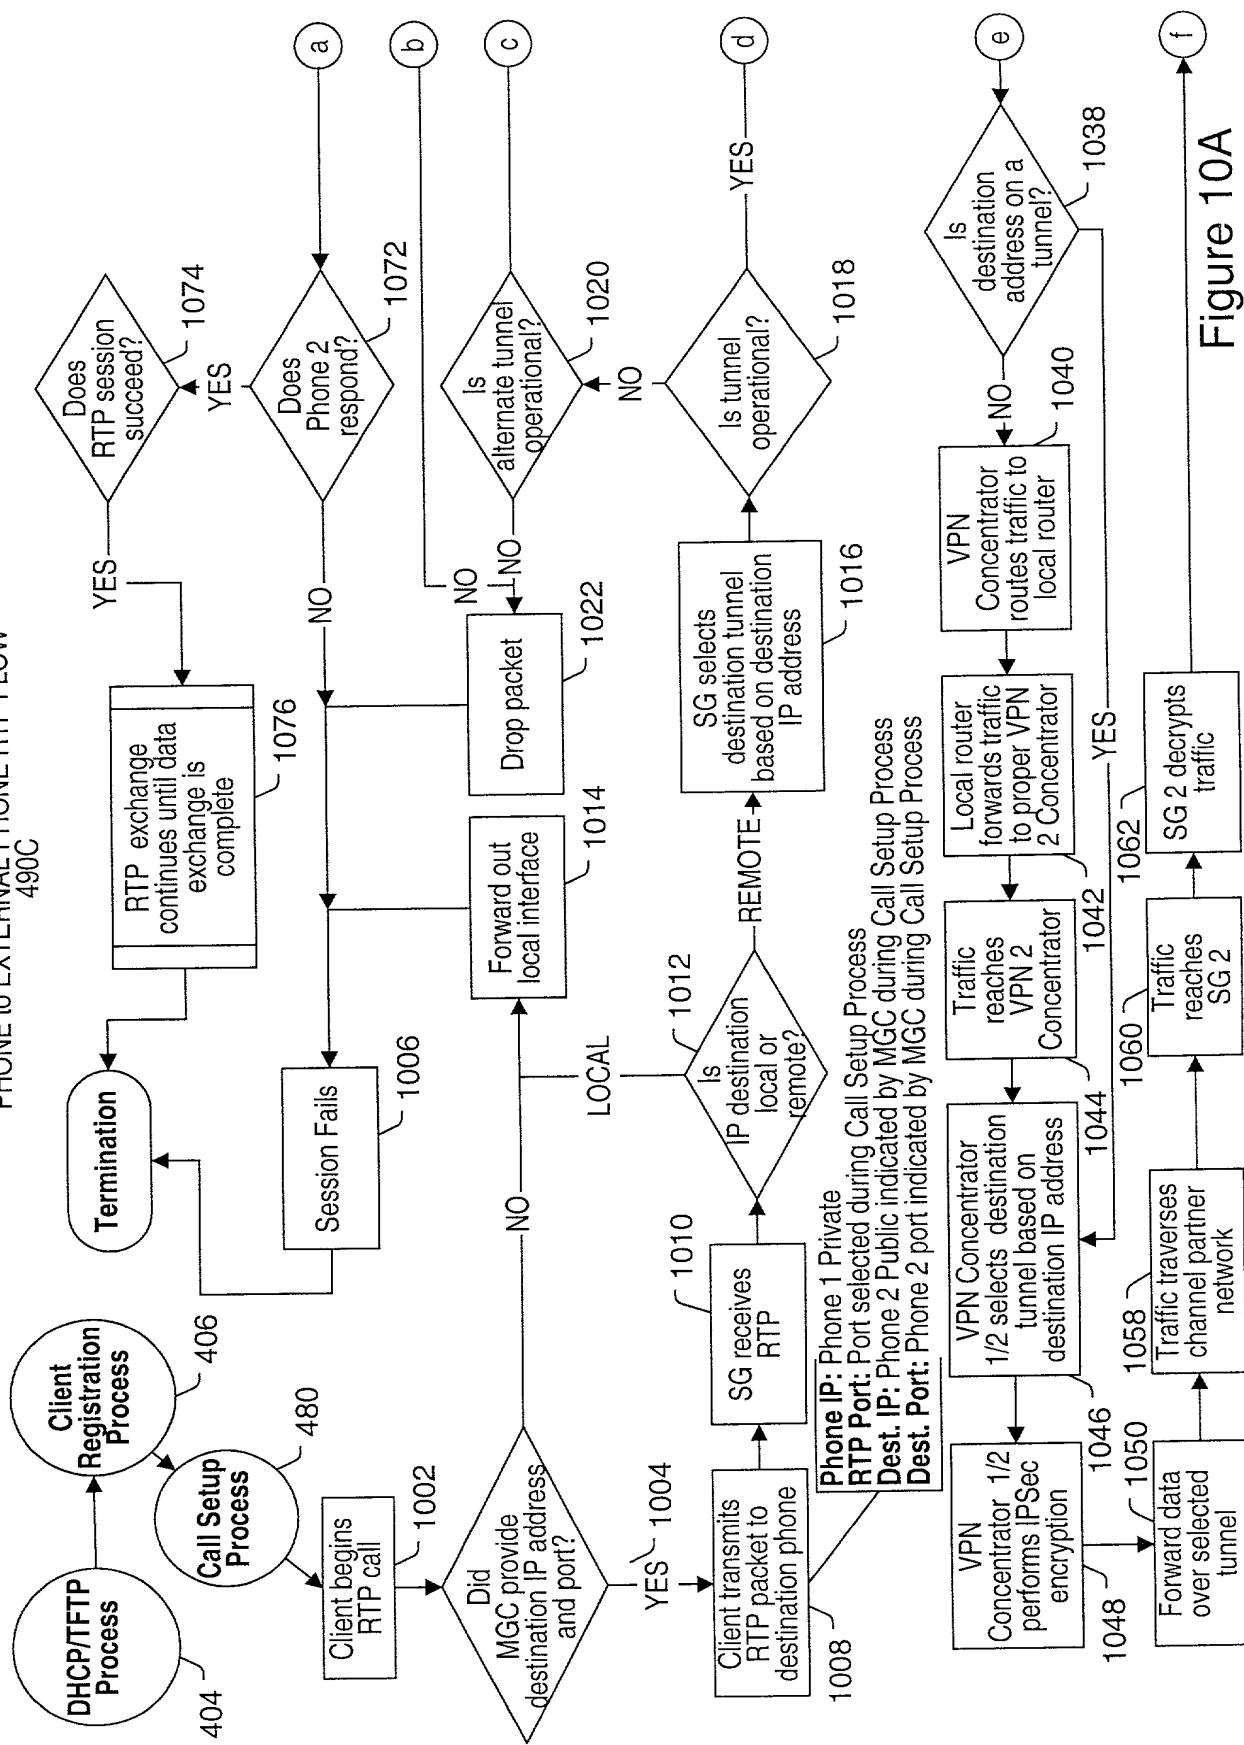 PHONE to EXTERNAL PHONE RTP FLOW
490C
DHCP/TFTP
Process
404
Client
Registration
Process
406
Call Setup
Process
480
Client begins
RTP call
1002
Did
MGC provide
destination IP address
and port?
YES
1004
NO
Termination
Session Fails
1006
RTP exchange
continues until data
exchange is
complete
1076
YES
Does
RTP session
succeed?
1074
YES
Does
Phone 2
respond?
1072
NO
a
b
c
Forward out
local interface
1014
Drop packet
1022
NO
NO
Is
alternate tunnel
operational?
1020
LOCAL
NO
Client transmits
RTP packet to
destination phone
1008
SG receives
RTP
1010
Is
IP destination
local or
remote?
1012
REMOTE
SG selects
destination tunnel
based on destination
IP address
1016
Is tunnel
operational?
1018
YES
d
Phone IP: Phone 1 Private
RTP Port: Port selected during Call Setup Process
Dest. IP: Phone 2 Public indicated by MGC during Call Setup Process
Dest. Port: Phone 2 port indicated by MGC during Call Setup Process
VPN
Concentrator 1/2
performs IPSec
encryption
1048
VPN Concentrator
1/2 selects destination
tunnel based on
destination IP address
1046
Traffic
reaches
VPN 2
Concentrator
1044
Local router
forwards traffic
to proper VPN
2 Concentrator
1042
VPN
Concentrator
routes traffic to
local router
1040
NO
Is
destination
address on a
tunnel?
1038
e
YES
Forward data
over selected
tunnel
1050
Traffic traverses
channel partner
network
1058
Traffic
reaches
SG 2
1060
SG 2 decrypts
traffic
1062
f
Figure 10A